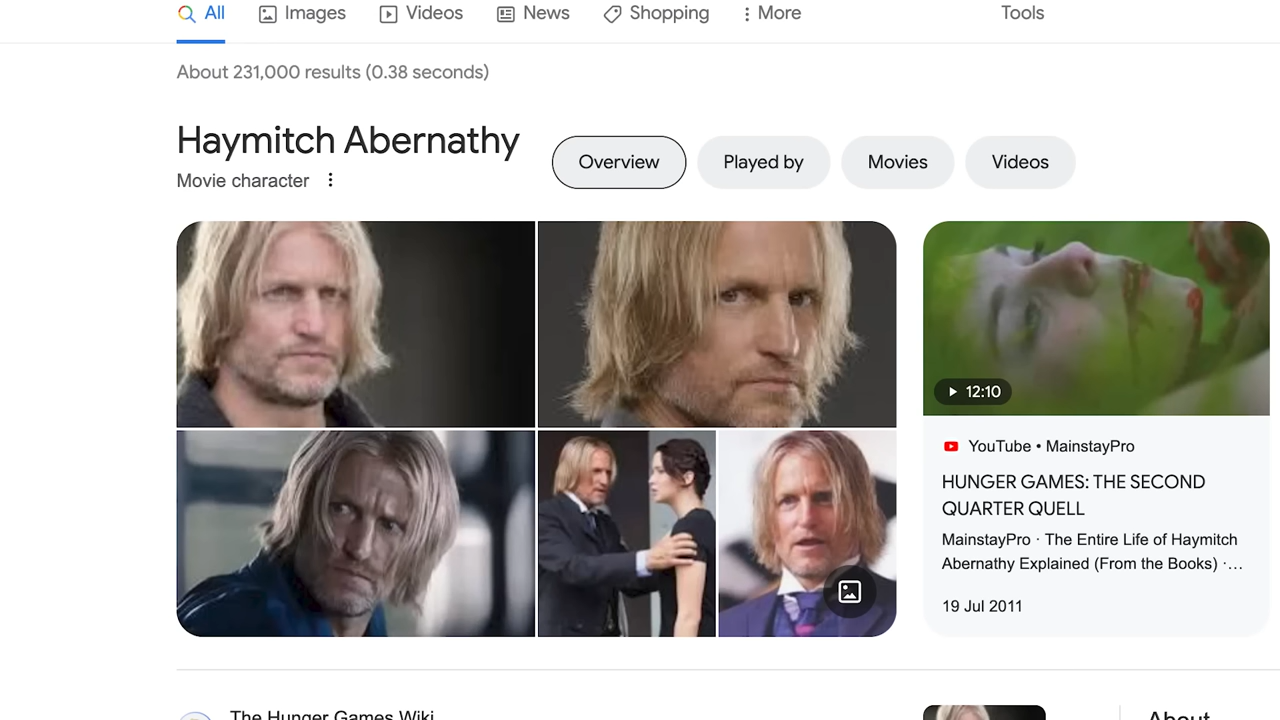 All Images Videos News Shopping More Tools
About 231,000 results (0.38 seconds)
Haymitch Abernathy
Movie character
Overview Played by Movies Videos
12:10
YouTube • MainstayPro
HUNGER GAMES: THE SECOND
QUARTER QUELL
MainstayPro · The Entire Life of Haymitch
Abernathy Explained (From the Books) ·…
19 Jul 2011
The Hunger Games Wiki
About